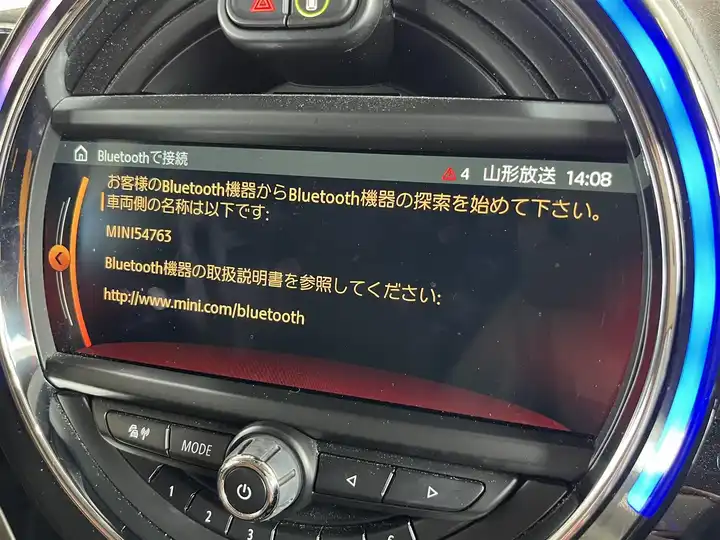 Bluetoothで接続
4 山形放送 14:08
お客様のBluetooth機器からBluetooth機器の探索を始めて下さい。
車両側の名称は以下です:
MINI54763
Bluetooth機器の取扱説明書を参照してください:
http://www.mini.com/bluetooth
MODE
1
2
3